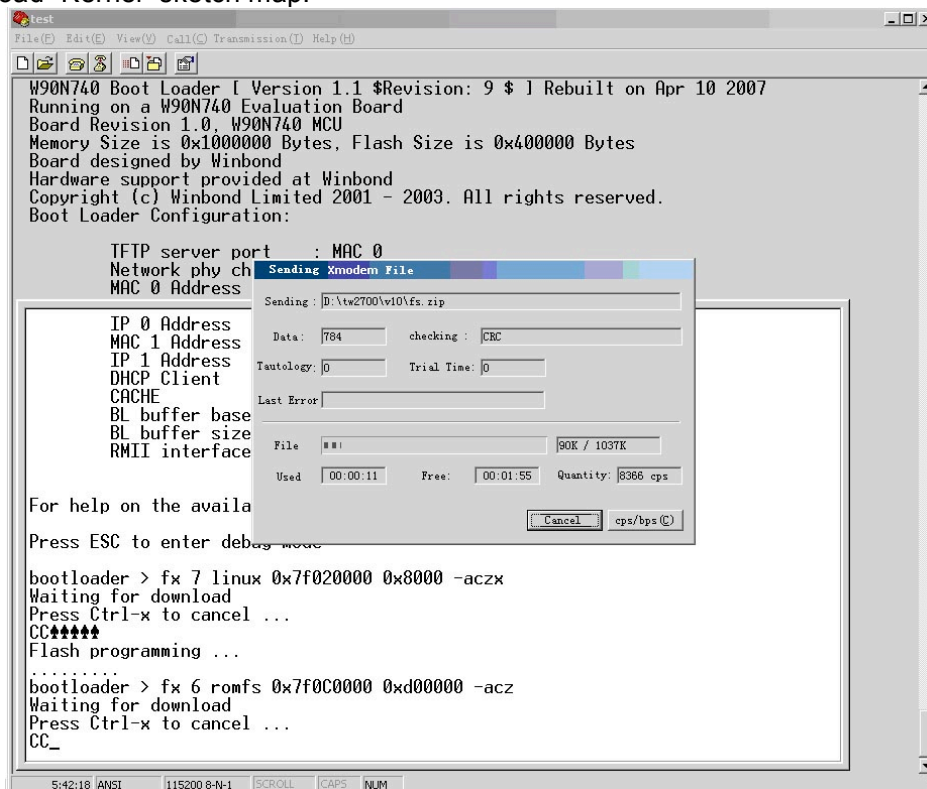 "Kernel" sketch map:
test
File(F) Edit(E) View(V) Call(C) Transmission(T) Help(H)
W90N740 Boot Loader [ Version 1.1 $Revision: 9 $ ] Rebuilt on Apr 10 2007
Running on a W90N740 Evaluation Board
Board Revision 1.0, W90N740 MCU
Memory Size is 0x1000000 Bytes, Flash Size is 0x400000 Bytes
Board designed by Winbond
Hardware support provided at Winbond
Copyright (c) Winbond Limited 2001 - 2003. All rights reserved.
Boot Loader Configuration:
TFTP server port : MAC 0
Network phy ch
MAC 0 Address
IP 0 Address
MAC 1 Address
IP 1 Address
DHCP Client
CACHE
BL buffer base
BL buffer size
RMII interface
For help on the availa
Press ESC to enter debug mode
Sending Xmodem File
Sending : D:\tw2700\v10\fs.zip
Data: 784 checking : CRC
Tautology: 0 Trial Time: 0
Last Error
File 90K / 1037K
Used 00:00:11 Free: 00:01:55 Quantity: 8366 cps
Cancel cps/bps(C)
bootloader > fx 7 linux 0x7f020000 0x8000 -aczx
Waiting for download
Press Ctrl-x to cancel ...
CC♠♠♠♠♠
Flash programming ...
.........
bootloader > fx 6 romfs 0x7f0C0000 0xd00000 -acz
Waiting for download
Press Ctrl-x to cancel ...
CC_
5:42:18 ANSI 115200 8-N-1 SCROLL CAPS NUM